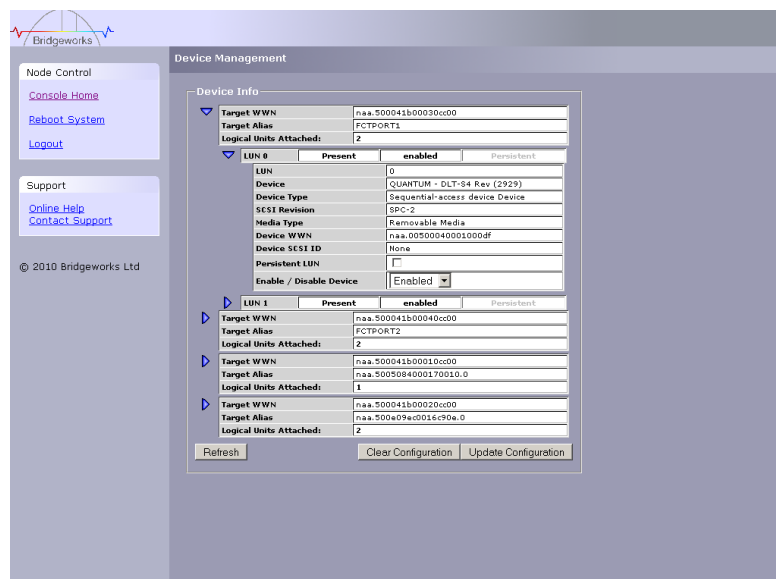 Bridgeworks
Device Management
Node Control
Console Home
Reboot System
Logout
Support
Online Help
Contact Support
© 2010 Bridgeworks Ltd
Device Info
Target WWN naa.500041b00030cc00
Target Alias FCTPORT1
Logical Units Attached: 2
LUN 0 Present enabled Persistent
LUN 0
Device QUANTUM - DLT-S4 Rev (2929)
Device Type Sequential-access device Device
SCSI Revision SPC-2
Media Type Removable Media
Device WWN naa.00500040001000df
Device SCSI ID None
Persistent LUN
Enable / Disable Device Enabled
LUN 1 Present enabled Persistent
Target WWN naa.500041b00040cc00
Target Alias FCTPORT2
Logical Units Attached: 2
Target WWN naa.500041b00010cc00
Target Alias naa.5005084000170010.0
Logical Units Attached: 1
Target WWN naa.500041b00020cc00
Target Alias naa.500e09ec0016c90e.0
Logical Units Attached: 2
Refresh Clear Configuration Update Configuration